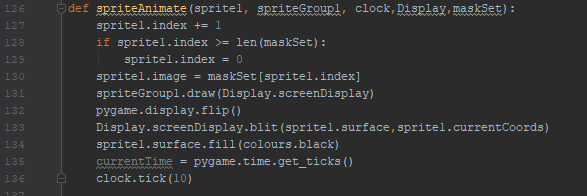 126 def spriteAnimate(sprite1, spriteGroup1, clock,Display,maskSet):
127 sprite1.index += 1
128 if sprite1.index >= len(maskSet):
129 sprite1.index = 0
130 sprite1.image = maskSet[sprite1.index]
131 spriteGroup1.draw(Display.screenDisplay)
132 pygame.display.flip()
133 Display.screenDisplay.blit(sprite1.surface,sprite1.currentCoords)
134 sprite1.surface.fill(colours.black)
135 currentTime = pygame.time.get_ticks()
136 clock.tick(10)
137